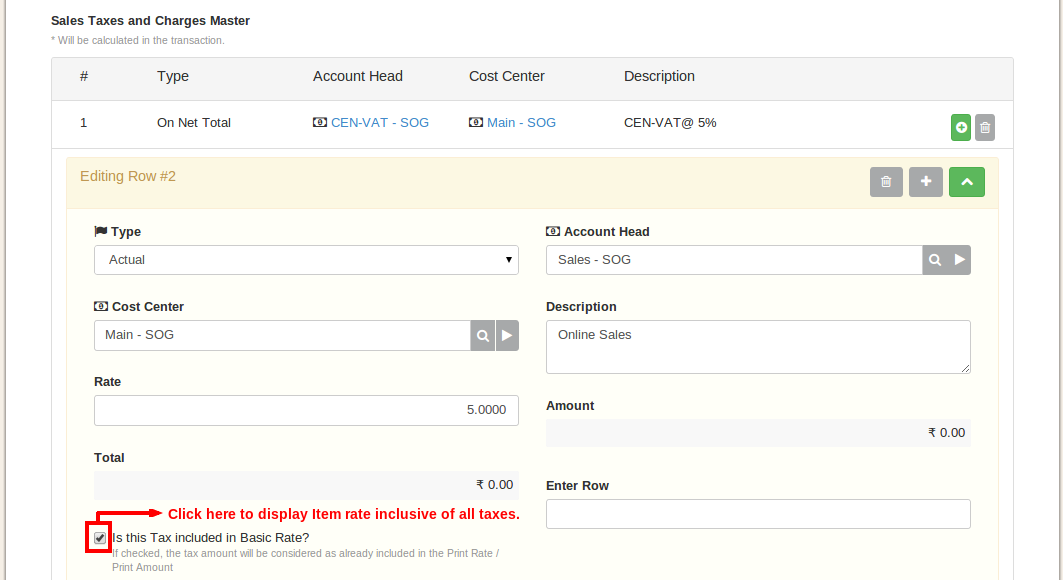 Sales Taxes and Charges Master
* Will be calculated in the transaction.
# Type Account Head Cost Center Description
1 On Net Total CEN-VAT - SOG Main - SOG CEN-VAT@ 5%
Editing Row #2
Type
Actual
Account Head
Sales - SOG
Cost Center
Main - SOG
Description
Online Sales
Rate
5.0000
Amount
₹ 0.00
Total
₹ 0.00
Enter Row
Click here to display Item rate inclusive of all taxes.
Is this Tax included in Basic Rate?
If checked, the tax amount will be considered as already included in the Print Rate /
Print Amount